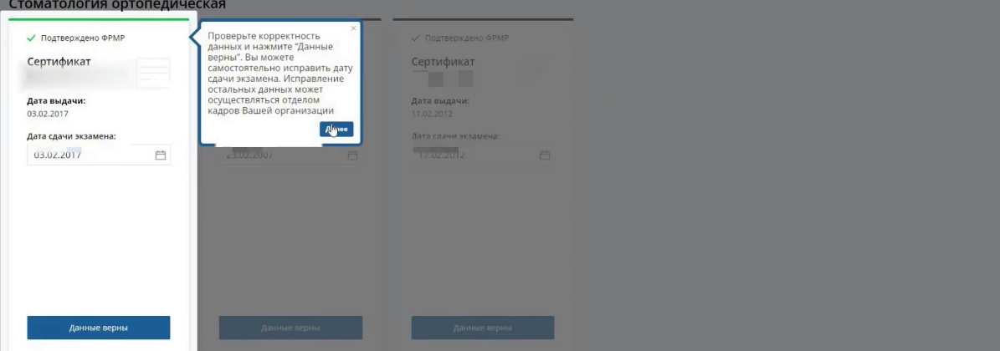 Стоматология ортопедическая
Подтверждено ФРМР
Сертификат
Дата выдачи:
03.02.2017
Дата сдачи экзамена:
03.02.2017
Данные верны
Проверьте корректность
данных и нажмите “Данные
верны”. Вы можете
самостоятельно исправить дату
сдачи экзамена. Исправление
остальных данных может
осуществляться отделом
кадров Вашей организации
Далее
23.02.2007
Данные верны
Подтверждено ФРМР
Сертификат
Дата выдачи:
17.02.2012
Дата сдачи экзамена:
17.02.2012
Данные верны